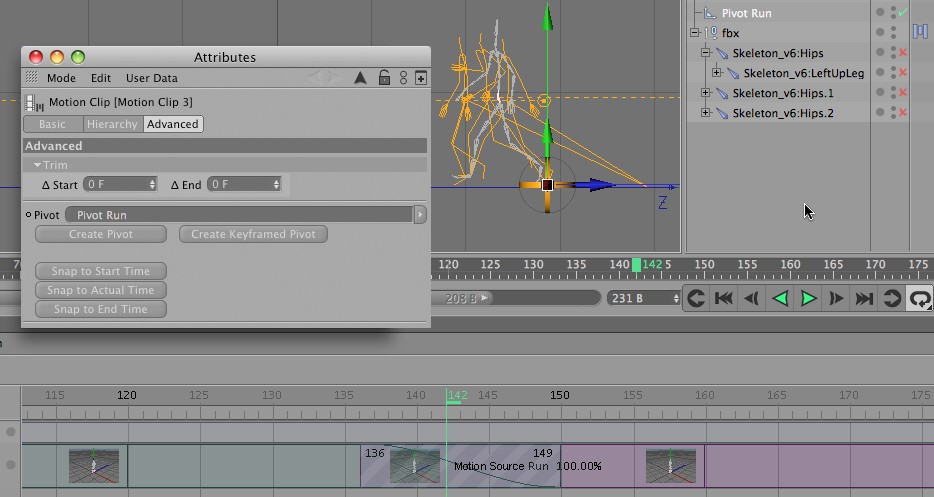 Pivot Run
fbx
Skeleton_v6:Hips
Skeleton_v6:LeftUpLeg
Skeleton_v6:Hips.1
Skeleton_v6:Hips.2
Attributes
Mode Edit User Data
Motion Clip [Motion Clip 3]
Basic Hierarchy Advanced
Advanced
Trim
Δ Start 0 F Δ End 0 F
Pivot Pivot Run
Create Pivot Create Keyframed Pivot
Snap to Start Time
Snap to Actual Time
Snap to End Time
Z
120 125 130 135 140 142 5 150 155 160 165 170 175
208 B 231 B
115 120 125 130 135 140 142 145 150 155 160 165 170 175
136 149
Motion Source Run 100.00%